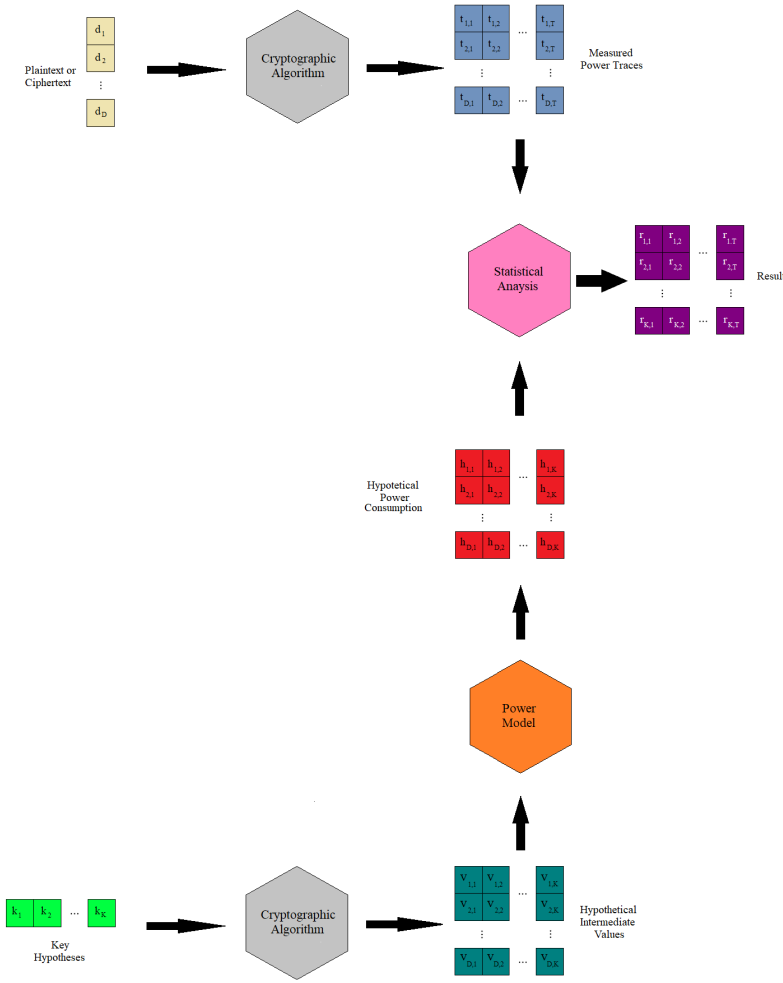 d1
d2
⋮
dD
Plaintext or
Ciphertext
Cryptographic
Algorithm
t1,1 t1,2 ... t1,T
t2,1 t2,2 t2,T
⋮ ⋮
tD,1 tD,2 ... tD,T
Measured
Power Traces
Statistical
Anaysis
r1,1 r1,2 ... r1.T
r2,1 r2,2 r2,T
⋮ ⋮
rK,1 rK,2 ... rK,T
Result
h1,1 h1,2 ... h1,K
h2,1 h2,2 h2,K
⋮ ⋮
hD,1 hD,2 ... hD,K
Hypotetical
Power
Consumption
Power
Model
k1 k2 ... kK
Key
Hypotheses
Cryptographic
Algorithm
V1,1 V1,2 ... V1,K
V2,1 V2,2 V2,K
⋮ ⋮
VD,1 VD,2 ... VD,K
Hypothetical
Intermediate
Values